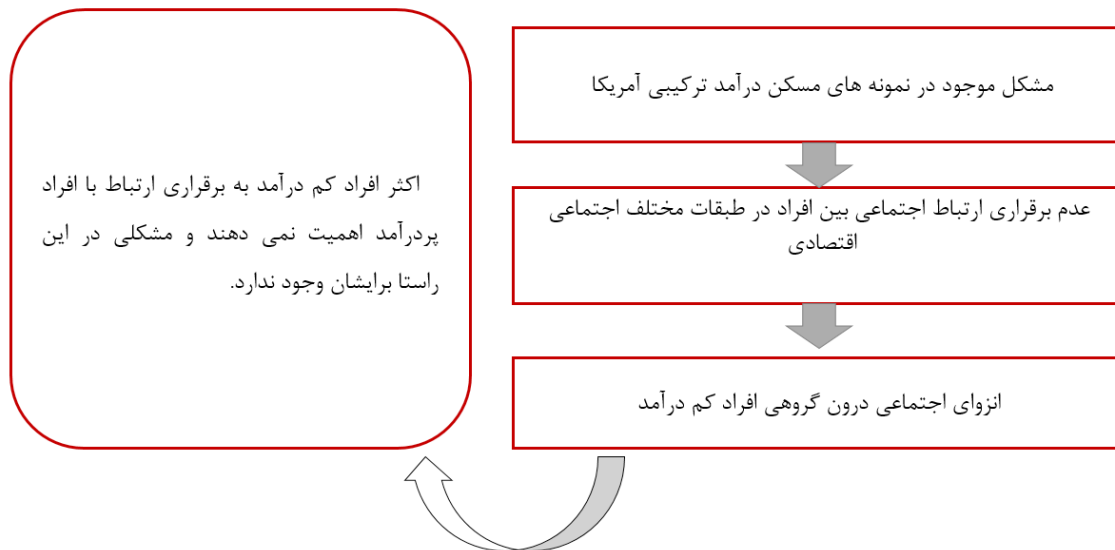 مشکل موجود در نمونه های مسکن درآمد ترکیبی آمریکا
عدم برقراری ارتباط اجتماعی بین افراد در طبقات مختلف اجتماعی
اقتصادی
انزوای اجتماعی درون گروهی افراد کم درآمد
اکثر افراد کم درآمد به برقراری ارتباط با افراد
پردرآمد اهمیت نمی دهند و مشکلی در این
راستا برایشان وجود ندارد.